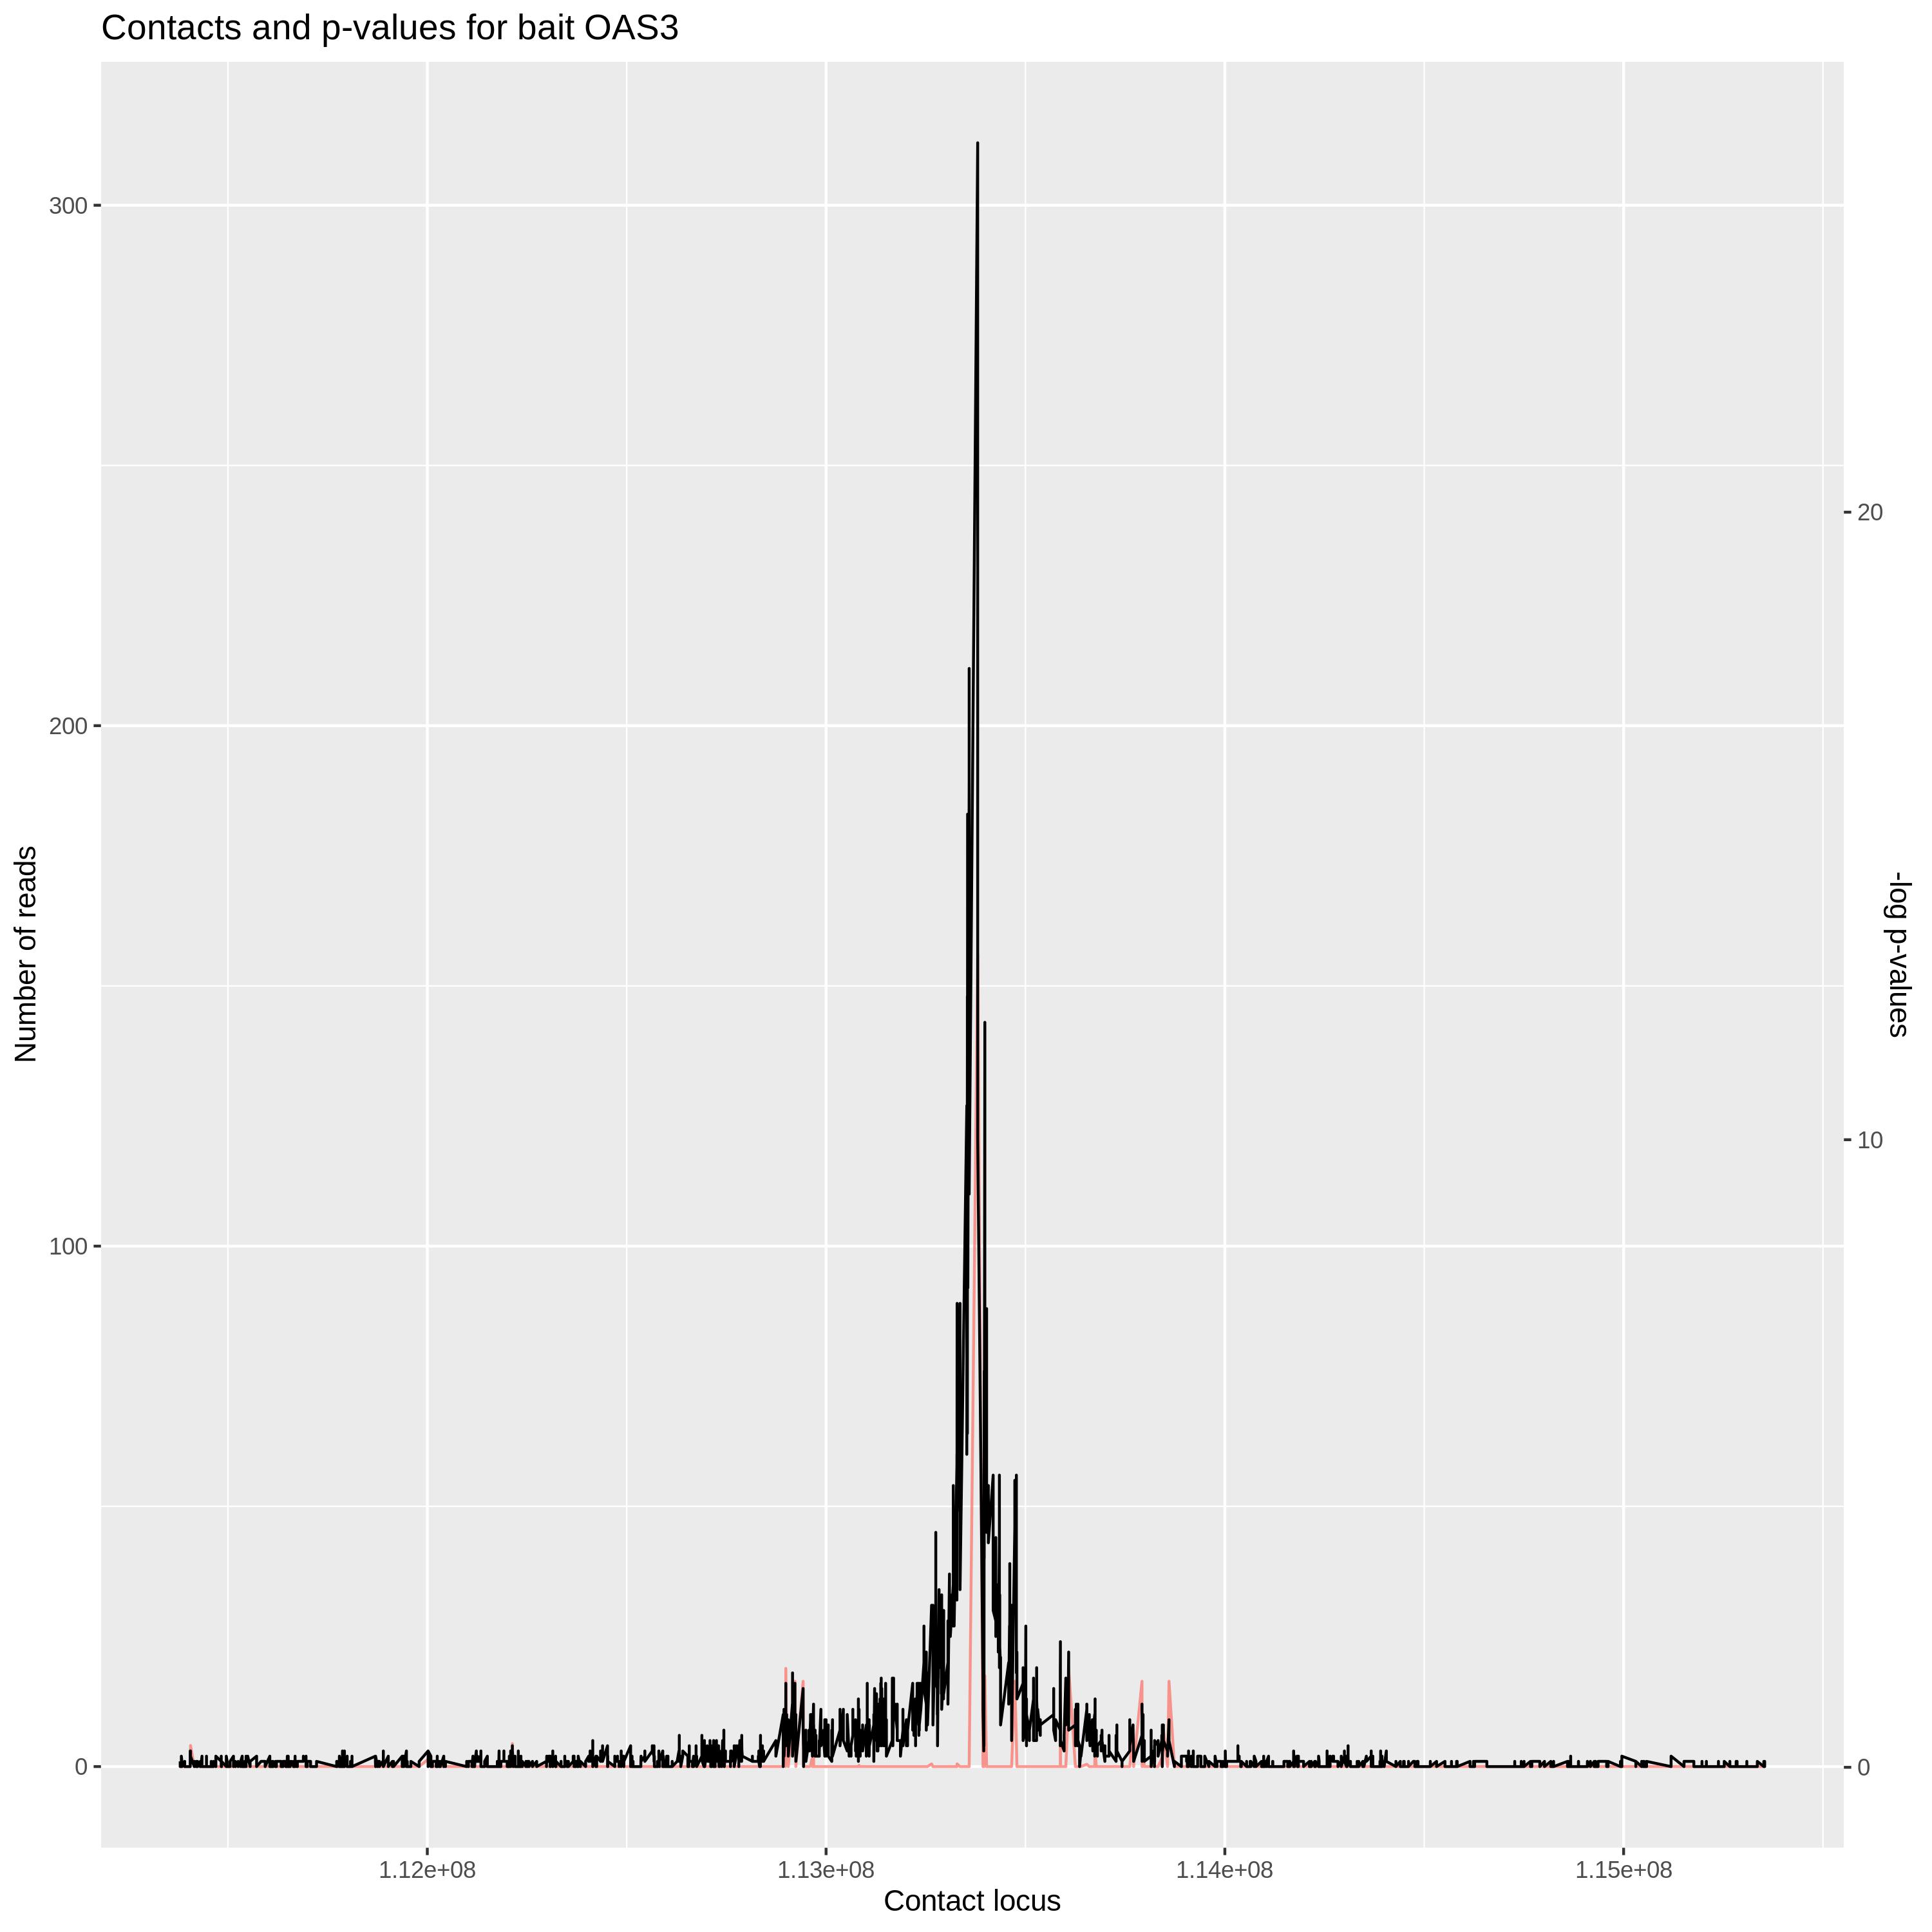 Contacts and p-values for bait OAS3
300
200
100
0
Number of reads
20
10
0
-log p-values
1.12e+08
1.13e+08
1.14e+08
1.15e+08
Contact locus